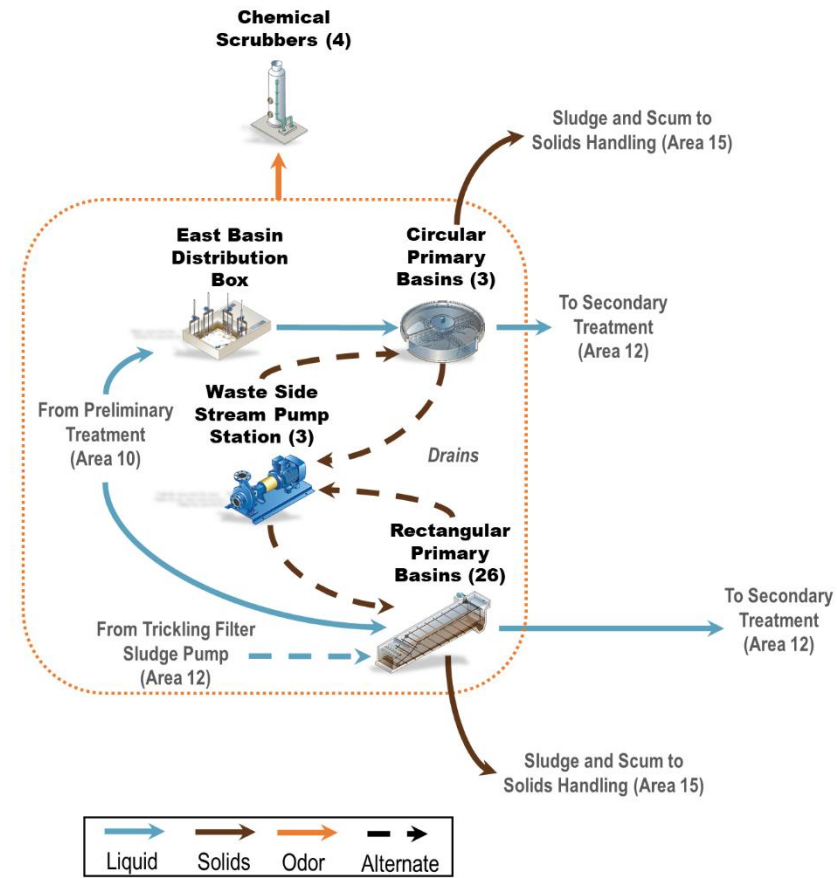 Chemical
Scrubbers (4)
Sludge and Scum to
Solids Handling (Area 15)
East Basin
Distribution
Box
Circular
Primary
Basins (3)
To Secondary
Treatment
(Area 12)
From Preliminary
Treatment
(Area 10)
Waste Side
Stream Pump
Station (3)
Drains
Rectangular
Primary
Basins (26)
To Secondary
Treatment
(Area 12)
From Trickling Filter
Sludge Pump
(Area 12)
Sludge and Scum to
Solids Handling (Area 15)
Liquid Solids Odor Alternate